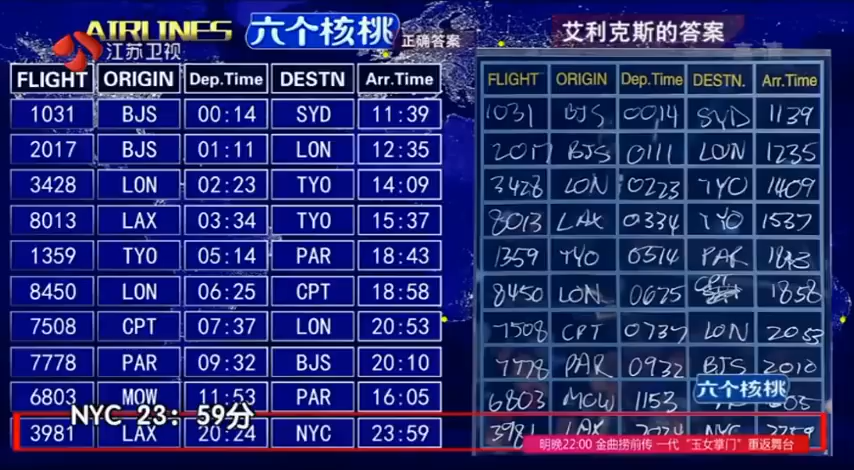 AIRLINES
江苏卫视
六个核桃
正确答案
FLIGHT ORIGIN Dep.Time DESTN Arr.Time
1031 BJS 00:14 SYD 11:39
2017 BJS 01:11 LON 12:35
3428 LON 02:23 TYO 14:09
8013 LAX 03:34 TYO 15:37
1359 TYO 05:14 PAR 18:43
8450 LON 06:25 CPT 18:58
7508 CPT 07:37 LON 20:53
7778 PAR 09:32 BJS 20:10
6803 MOW 11:53 PAR 16:05
3981 LAX 20:24 NYC 23:59
NYC 23：59分
艾利克斯的答案
FLIGHT ORIGIN Dep.Time DESTN. Arr.Time
1031 BJS 0014 SYD 1139
2017 BJS 0111 LON 1235
3428 LON 0223 TYO 1409
8013 LAX 0334 TYO 1537
1359 TYO 0514 PAR 1843
8450 LON 0625 CPT 1858
7508 CPT 0737 LON 2053
7778 PAR 0932 BJS 2010
6803 MOW 1153
3981 LAX
六个核桃
明晚22:00 金曲捞前传 一代“玉女掌门”重返舞台